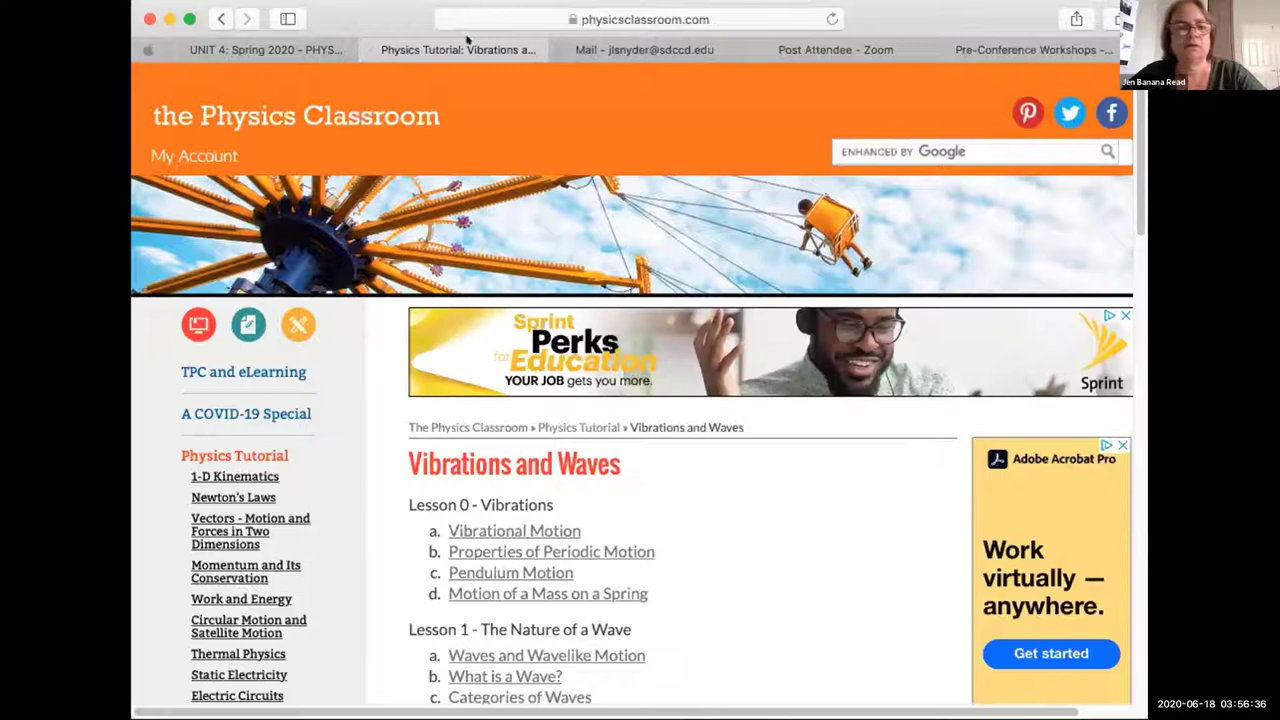 physicsclassroom.com
UNIT 4: Spring 2020 - PHYS...
Physics Tutorial: Vibrations a...
Mail - jlsnyder@sdccd.edu
Post Attendee - Zoom
Pre-Conference Workshops -...
Jen Banana Read
the Physics Classroom
My Account
ENHANCED BY Google
Sprint
Perks
for Education
YOUR JOB gets you more.
Sprint
TPC and eLearning
A COVID-19 Special
Physics Tutorial
1-D Kinematics
Newton's Laws
Vectors - Motion and
Forces in Two
Dimensions
Momentum and Its
Conservation
Work and Energy
Circular Motion and
Satellite Motion
Thermal Physics
Static Electricity
Electric Circuits
The Physics Classroom » Physics Tutorial » Vibrations and Waves
Vibrations and Waves
Lesson 0 - Vibrations
a. Vibrational Motion
b. Properties of Periodic Motion
c. Pendulum Motion
d. Motion of a Mass on a Spring
Lesson 1 - The Nature of a Wave
a. Waves and Wavelike Motion
b. What is a Wave?
c. Categories of Waves
Adobe Acrobat Pro
Work
virtually —
anywhere.
Get started
2020-06-18 03:56:36